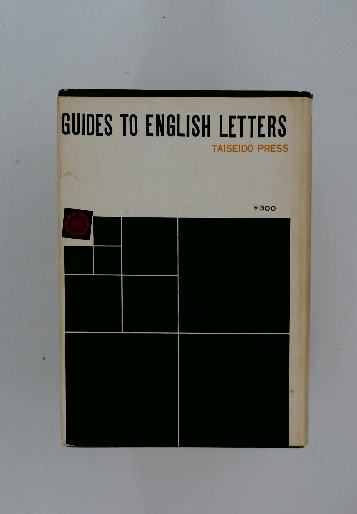 GUIDES TO ENGLISH LETTERS
TAISEIDO PRESS
¥300